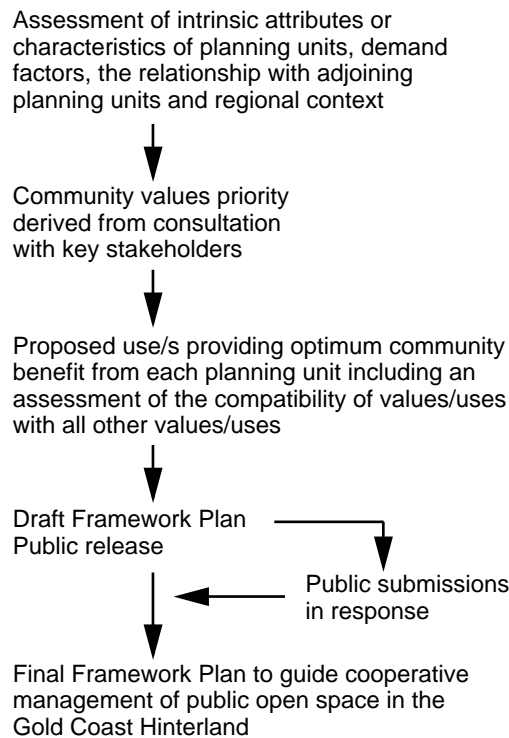 Assessment of intrinsic attributes or
characteristics of planning units, demand
factors, the relationship with adjoining
planning units and regional context
Community values priority
derived from consultation
with key stakeholders
Proposed use/s providing optimum community
benefit from each planning unit including an
assessment of the compatibility of values/uses
with all other values/uses
Draft Framework Plan
Public release
Public submissions
in response
Final Framework Plan to guide cooperative
management of public open space in the
Gold Coast Hinterland